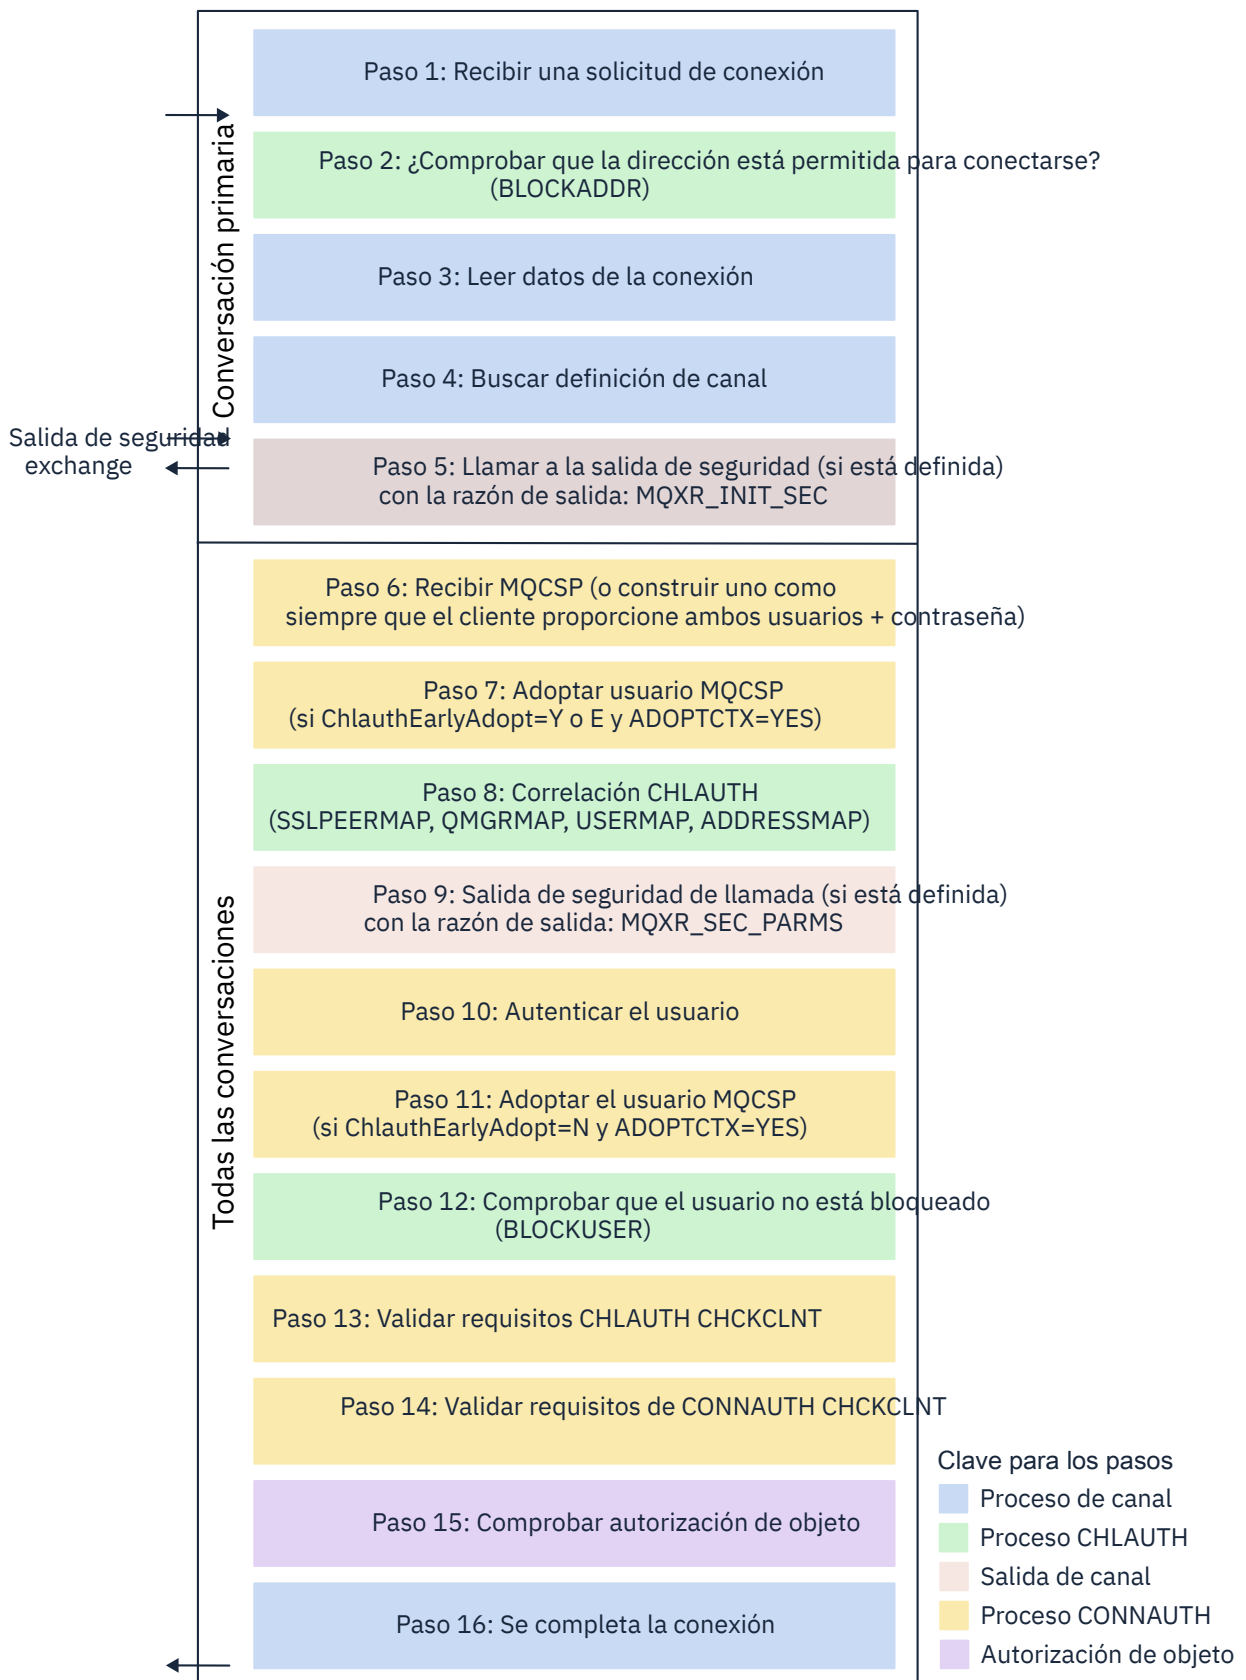 Paso 1: Recibir una solicitud de conexión
Paso 2: ¿Comprobar que la dirección está permitida para conectarse?
(BLOCKADDR)
Paso 3: Leer datos de la conexión
Paso 4: Buscar definición de canal
Conversación primaria
Salida de seguridad
exchange
Paso 5: Llamar a la salida de seguridad (si está definida)
con la razón de salida: MQXR_INIT_SEC
Paso 6: Recibir MQCSP (o construir uno como
siempre que el cliente proporcione ambos usuarios + contraseña)
Paso 7: Adoptar usuario MQCSP
(si ChlauthEarlyAdopt=Y o E y ADOPTCTX=YES)
Paso 8: Correlación CHLAUTH
(SSLPEERMAP, QMGRMAP, USERMAP, ADDRESSMAP)
Paso 9: Salida de seguridad de llamada (si está definida)
con la razón de salida: MQXR_SEC_PARMS
Todas las conversaciones
Paso 10: Autenticar el usuario
Paso 11: Adoptar el usuario MQCSP
(si ChlauthEarlyAdopt=N y ADOPTCTX=YES)
Paso 12: Comprobar que el usuario no está bloqueado
(BLOCKUSER)
Paso 13: Validar requisitos CHLAUTH CHCKCLNT
Paso 14: Validar requisitos de CONNAUTH CHCKCLNT
Paso 15: Comprobar autorización de objeto
Paso 16: Se completa la conexión
Clave para los pasos
Proceso de canal
Proceso CHLAUTH
Salida de canal
Proceso CONNAUTH
Autorización de objeto